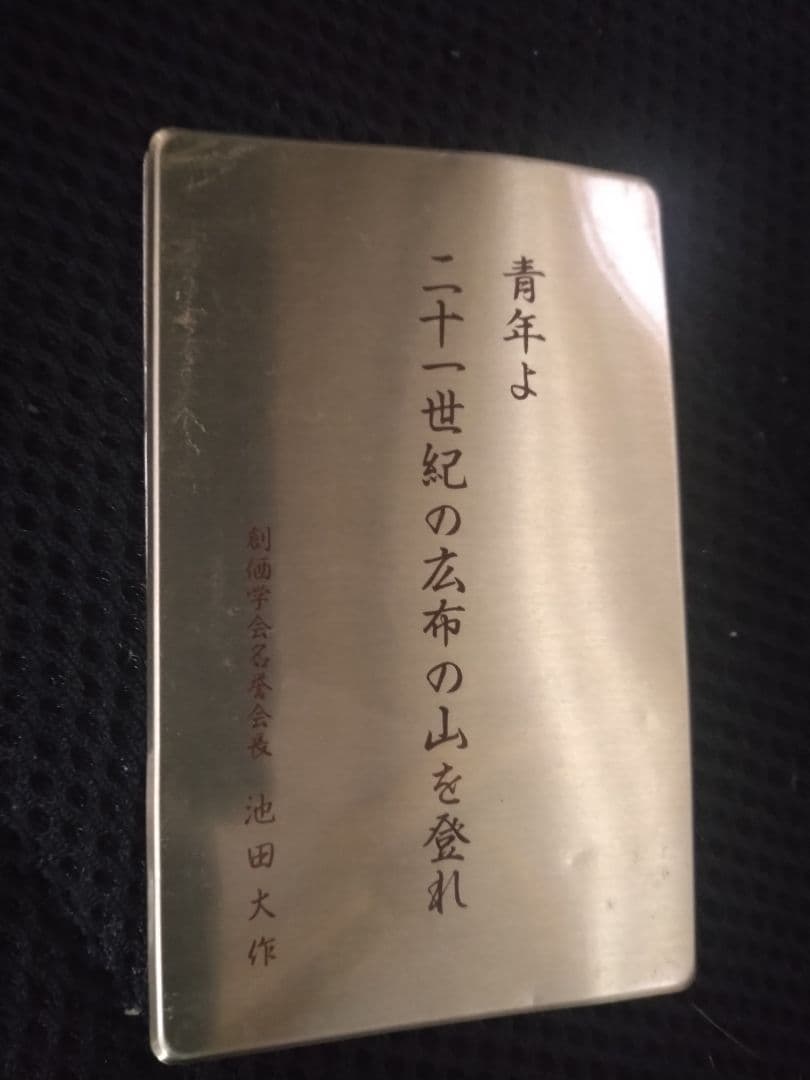 青年よ
二十一世紀の広布の山を登れ
創価学会名誉会長 池田大作